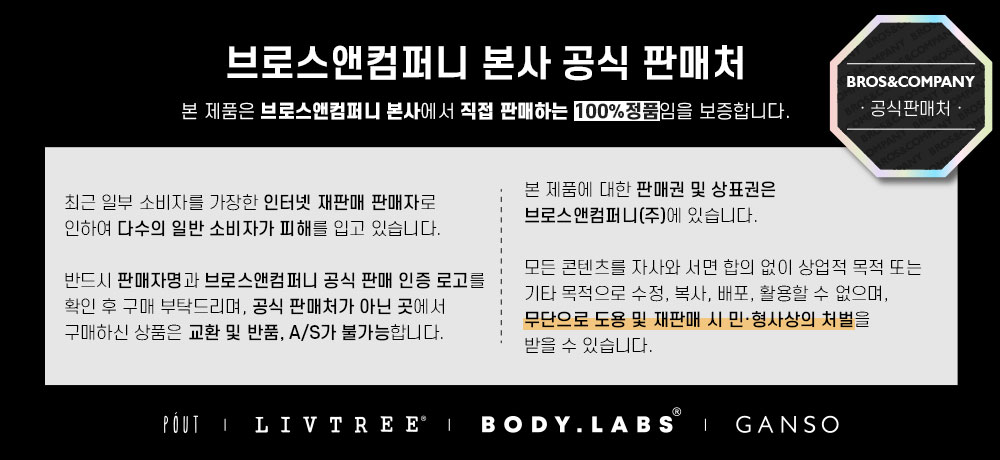 브로스앤컴퍼니 본사 공식 판매처
본 제품은 브로스앤컴퍼니 본사에서 직접 판매하는 100%정품임을 보증합니다.
BROS&COMPANY
· 공식판매처 ·
최근 일부 소비자를 가장한 인터넷 재판매 판매자로
인하여 다수의 일반 소비자가 피해를 입고 있습니다.
반드시 판매자명과 브로스앤컴퍼니 공식 판매 인증 로고를
확인 후 구매 부탁드리며, 공식 판매처가 아닌 곳에서
구매하신 상품은 교환 및 반품, A/S가 불가능합니다.
본 제품에 대한 판매권 및 상표권은
브로스앤컴퍼니(주)에 있습니다.
모든 콘텐츠를 자사와 서면 합의 없이 상업적 목적 또는
기타 목적으로 수정, 복사, 배포, 활용할 수 없으며,
무단으로 도용 및 재판매 시 민·형사상의 처벌을
받을 수 있습니다.
PÓUT | LIVTREE® | BODY.LABS® | GANSO